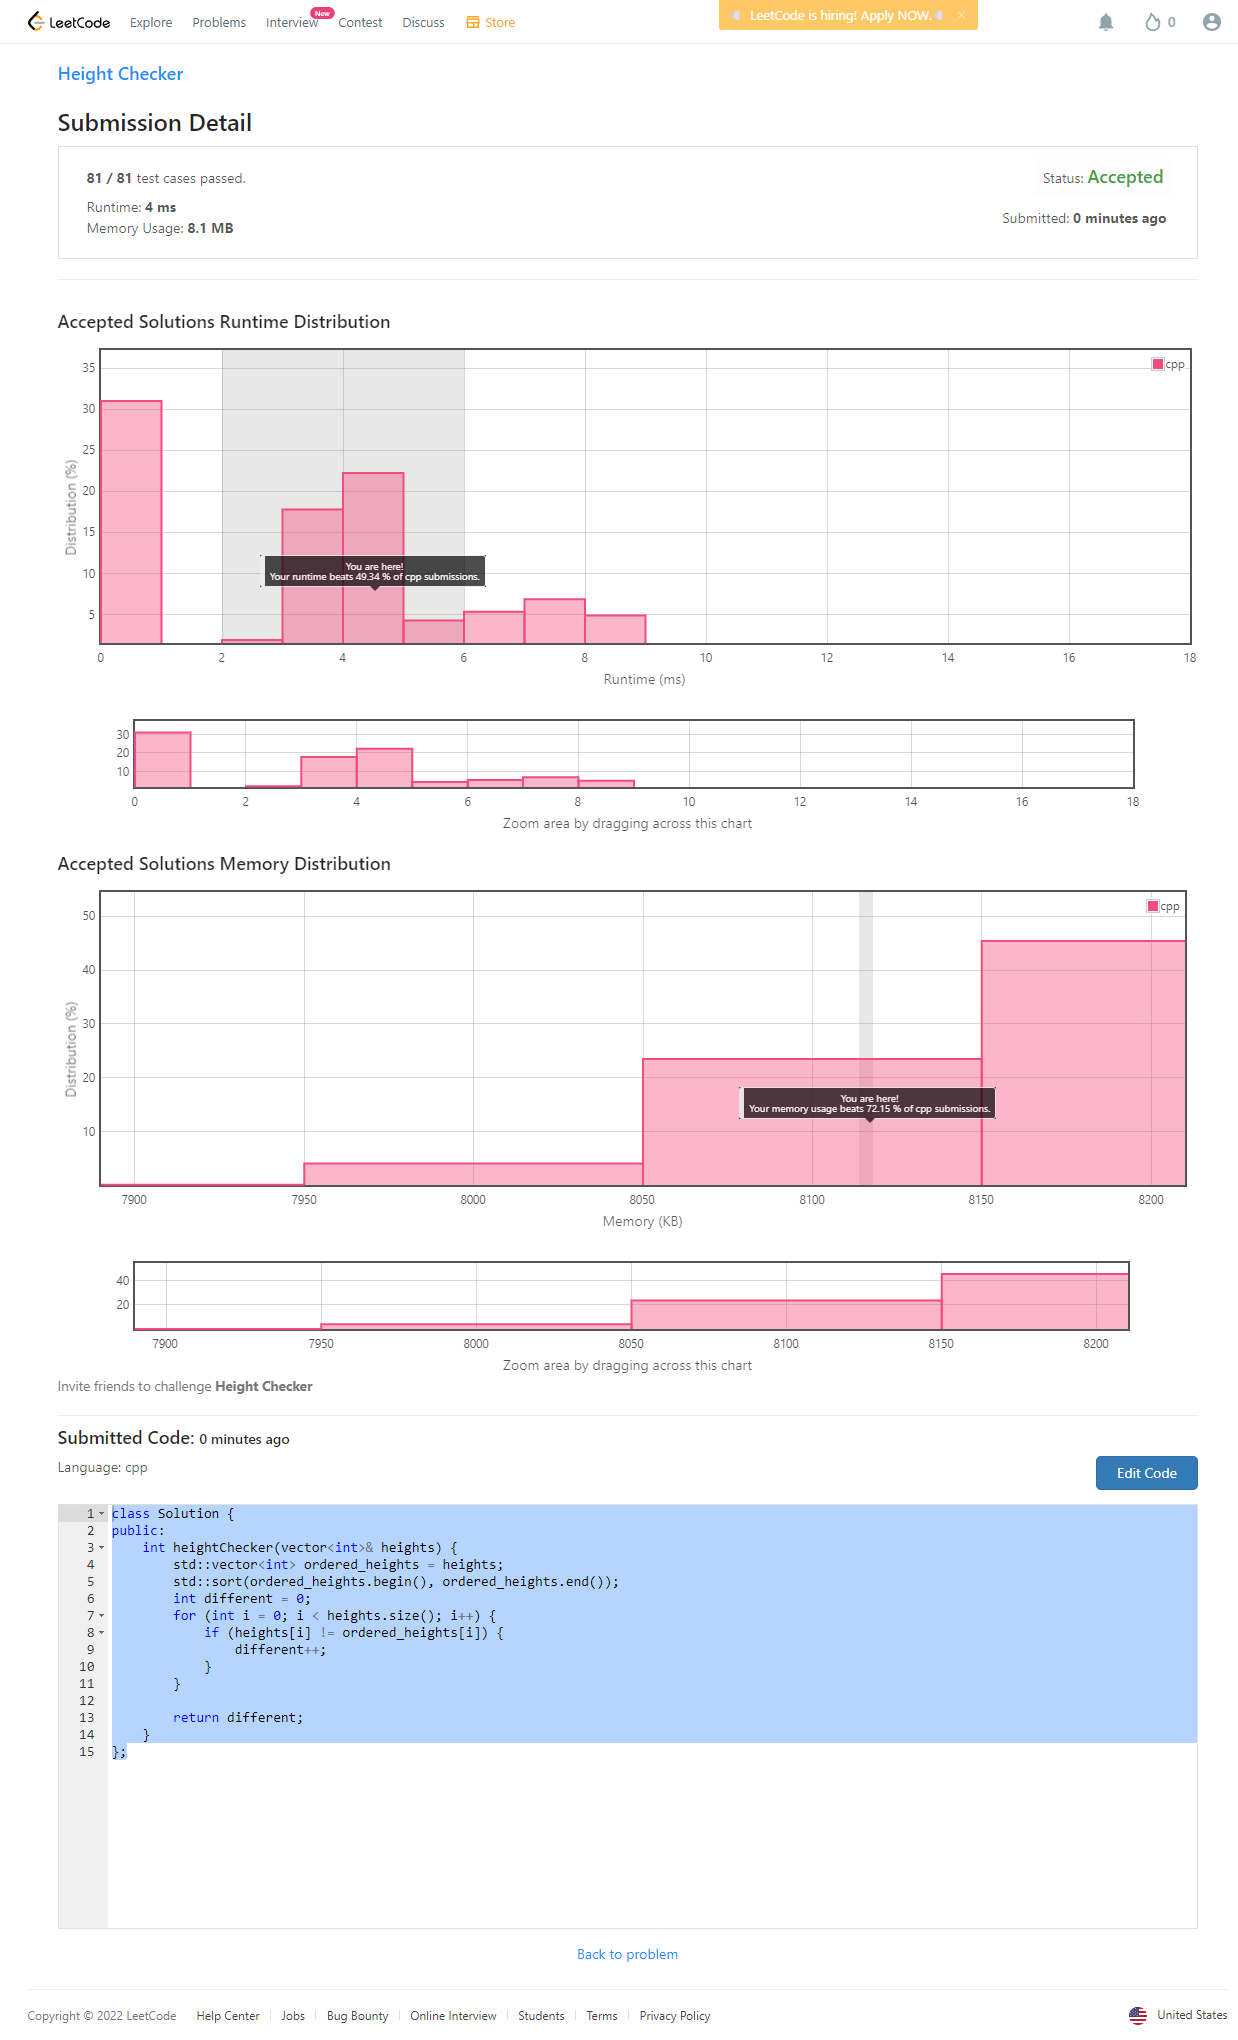 LeetCode Explore Problems Interview New Contest Discuss Store LeetCode is hiring! Apply NOW. × 0
Height Checker
Submission Detail
81 / 81 test cases passed.
Status: Accepted
Runtime: 4 ms
Submitted: 0 minutes ago
Memory Usage: 8.1 MB
Accepted Solutions Runtime Distribution
cpp
35
30
25
20
15
10
5
Distribution (%)
You are here!
Your runtime beats 49.34 % of cpp submissions.
0 2 4 6 8 10 12 14 16 18
Runtime (ms)
30
20
10
0 2 4 6 8 10 12 14 16 18
Zoom area by dragging across this chart
Accepted Solutions Memory Distribution
cpp
50
40
30
20
10
Distribution (%)
You are here!
Your memory usage beats 72.15 % of cpp submissions.
7900 7950 8000 8050 8100 8150 8200
Memory (KB)
40
20
7900 7950 8000 8050 8100 8150 8200
Zoom area by dragging across this chart
Invite friends to challenge Height Checker
Submitted Code: 0 minutes ago
Language: cpp
Edit Code
1 class Solution {
2 public:
3     int heightChecker(vector<int>& heights) {
4         std::vector<int> ordered_heights = heights;
5         std::sort(ordered_heights.begin(), ordered_heights.end());
6         int different = 0;
7         for (int i = 0; i < heights.size(); i++) {
8             if (heights[i] != ordered_heights[i]) {
9                 different++;
10             }
11         }
12
13         return different;
14     }
15 };
Back to problem
Copyright © 2022 LeetCode Help Center | Jobs | Bug Bounty | Online Interview | Students | Terms | Privacy Policy United States